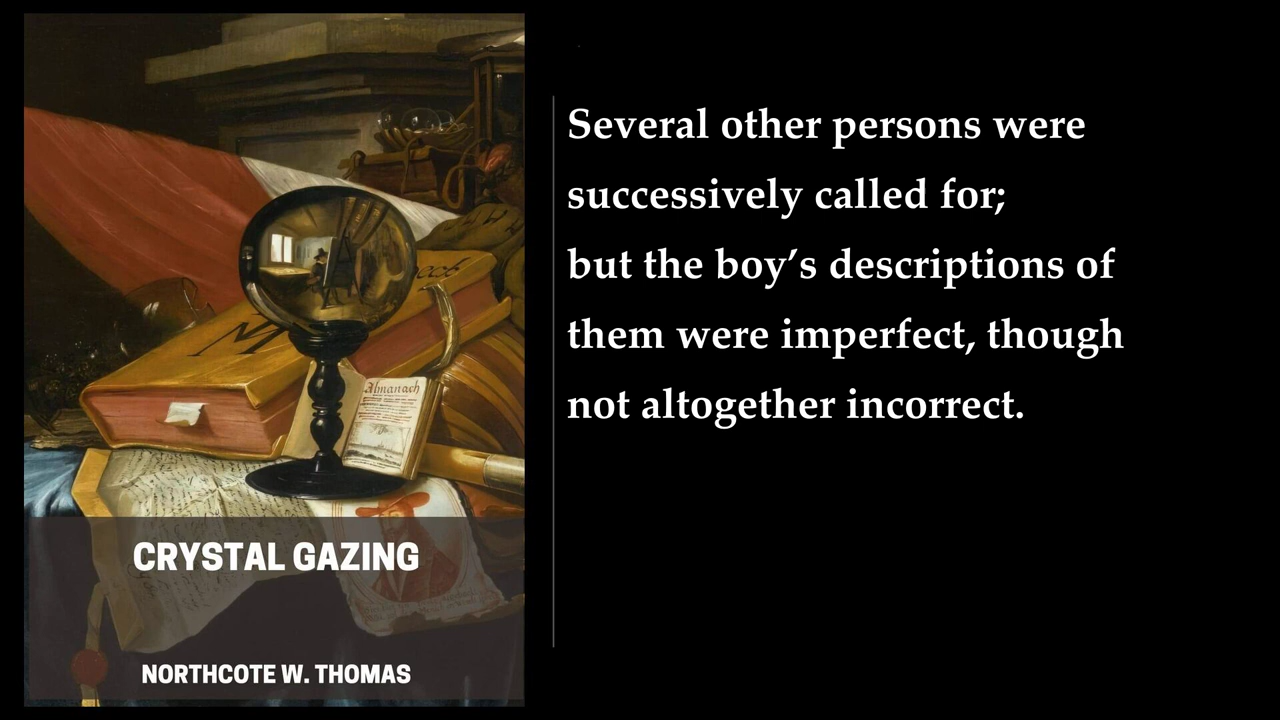 Several other persons were
successively called for;
but the boy’s descriptions of
them were imperfect, though
not altogether incorrect.
Almanach
M
CRYSTAL GAZING
NORTHCOTE W. THOMAS